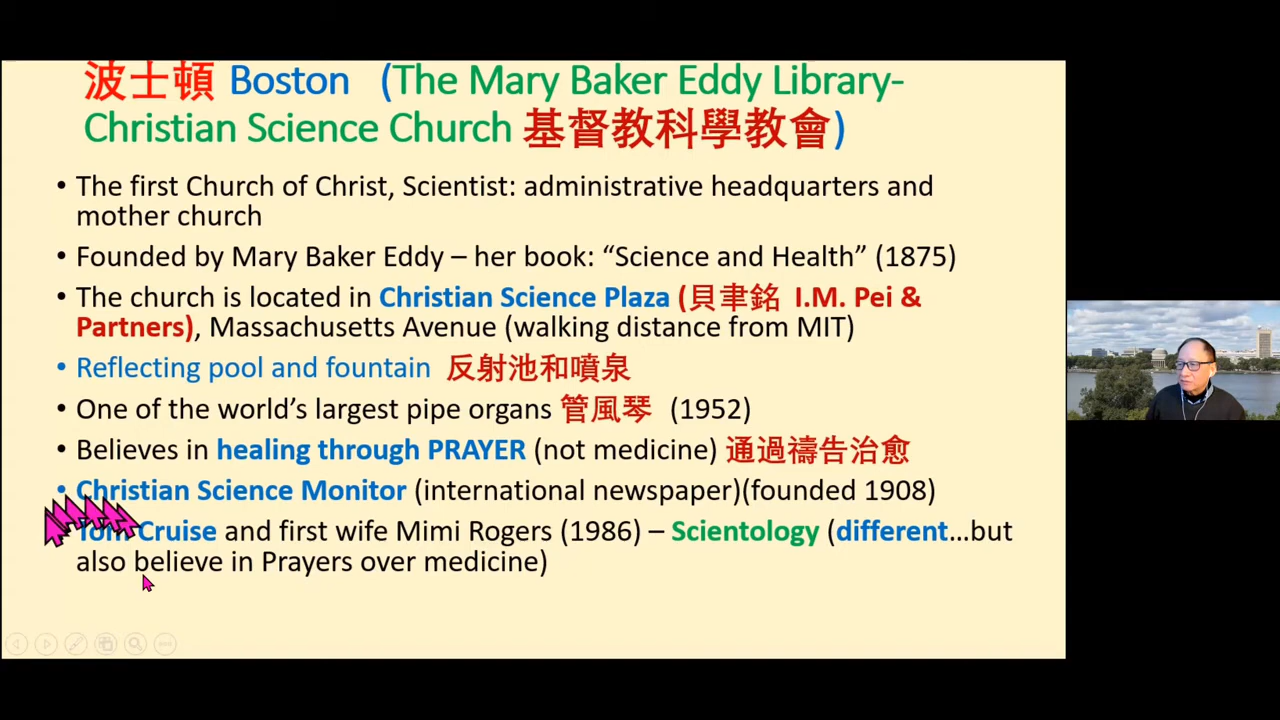 波士頓 Boston (The Mary Baker Eddy Library-
Christian Science Church 基督教科學教會)
• The first Church of Christ, Scientist: administrative headquarters and
mother church
• Founded by Mary Baker Eddy – her book: “Science and Health” (1875)
• The church is located in Christian Science Plaza (貝聿銘 I.M. Pei &
Partners), Massachusetts Avenue (walking distance from MIT)
• Reflecting pool and fountain 反射池和噴泉
• One of the world’s largest pipe organs 管風琴 (1952)
• Believes in healing through PRAYER (not medicine) 通過禱告治愈
• Christian Science Monitor (international newspaper)(founded 1908)
Tom Cruise and first wife Mimi Rogers (1986) – Scientology (different…but
also believe in Prayers over medicine)